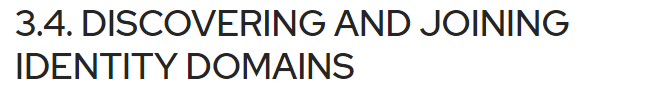 3.4. DISCOVERING AND JOINING
IDENTITY DOMAINS